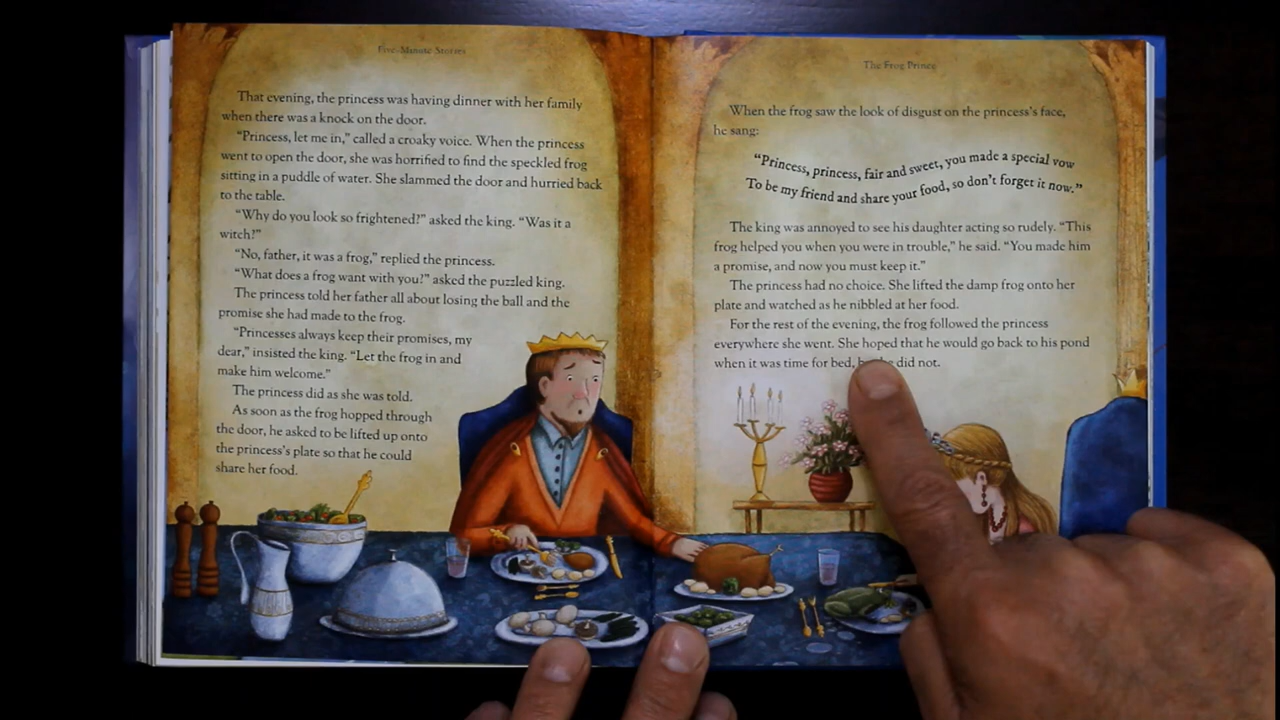 Five-Minute Stories
That evening, the princess was having dinner with her family
when there was a knock on the door.
"Princess, let me in," called a croaky voice. When the princess
went to open the door, she was horrified to find the speckled frog
sitting in a puddle of water. She slammed the door and hurried back
to the table.
"Why do you look so frightened?" asked the king. "Was it a
witch?"
"No, father, it was a frog," replied the princess.
"What does a frog want with you?" asked the puzzled king.
The princess told her father all about losing the ball and the
promise she had made to the frog.
"Princesses always keep their promises, my
dear," insisted the king. "Let the frog in and
make him welcome."
The princess did as she was told.
As soon as the frog hopped through
the door, he asked to be lifted up onto
the princess's plate so that he could
share her food.
The Frog Prince
When the frog saw the look of disgust on the princess's face,
he sang:
"Princess, princess, fair and sweet, you made a special vow
To be my friend and share your food, so don't forget it now."
The king was annoyed to see his daughter acting so rudely. "This
frog helped you when you were in trouble," he said. "You made him
a promise, and now you must keep it."
The princess had no choice. She lifted the damp frog onto her
plate and watched as he nibbled at her food.
For the rest of the evening, the frog followed the princess
everywhere she went. She hoped that he would go back to his pond
when it was time for bed, did not.